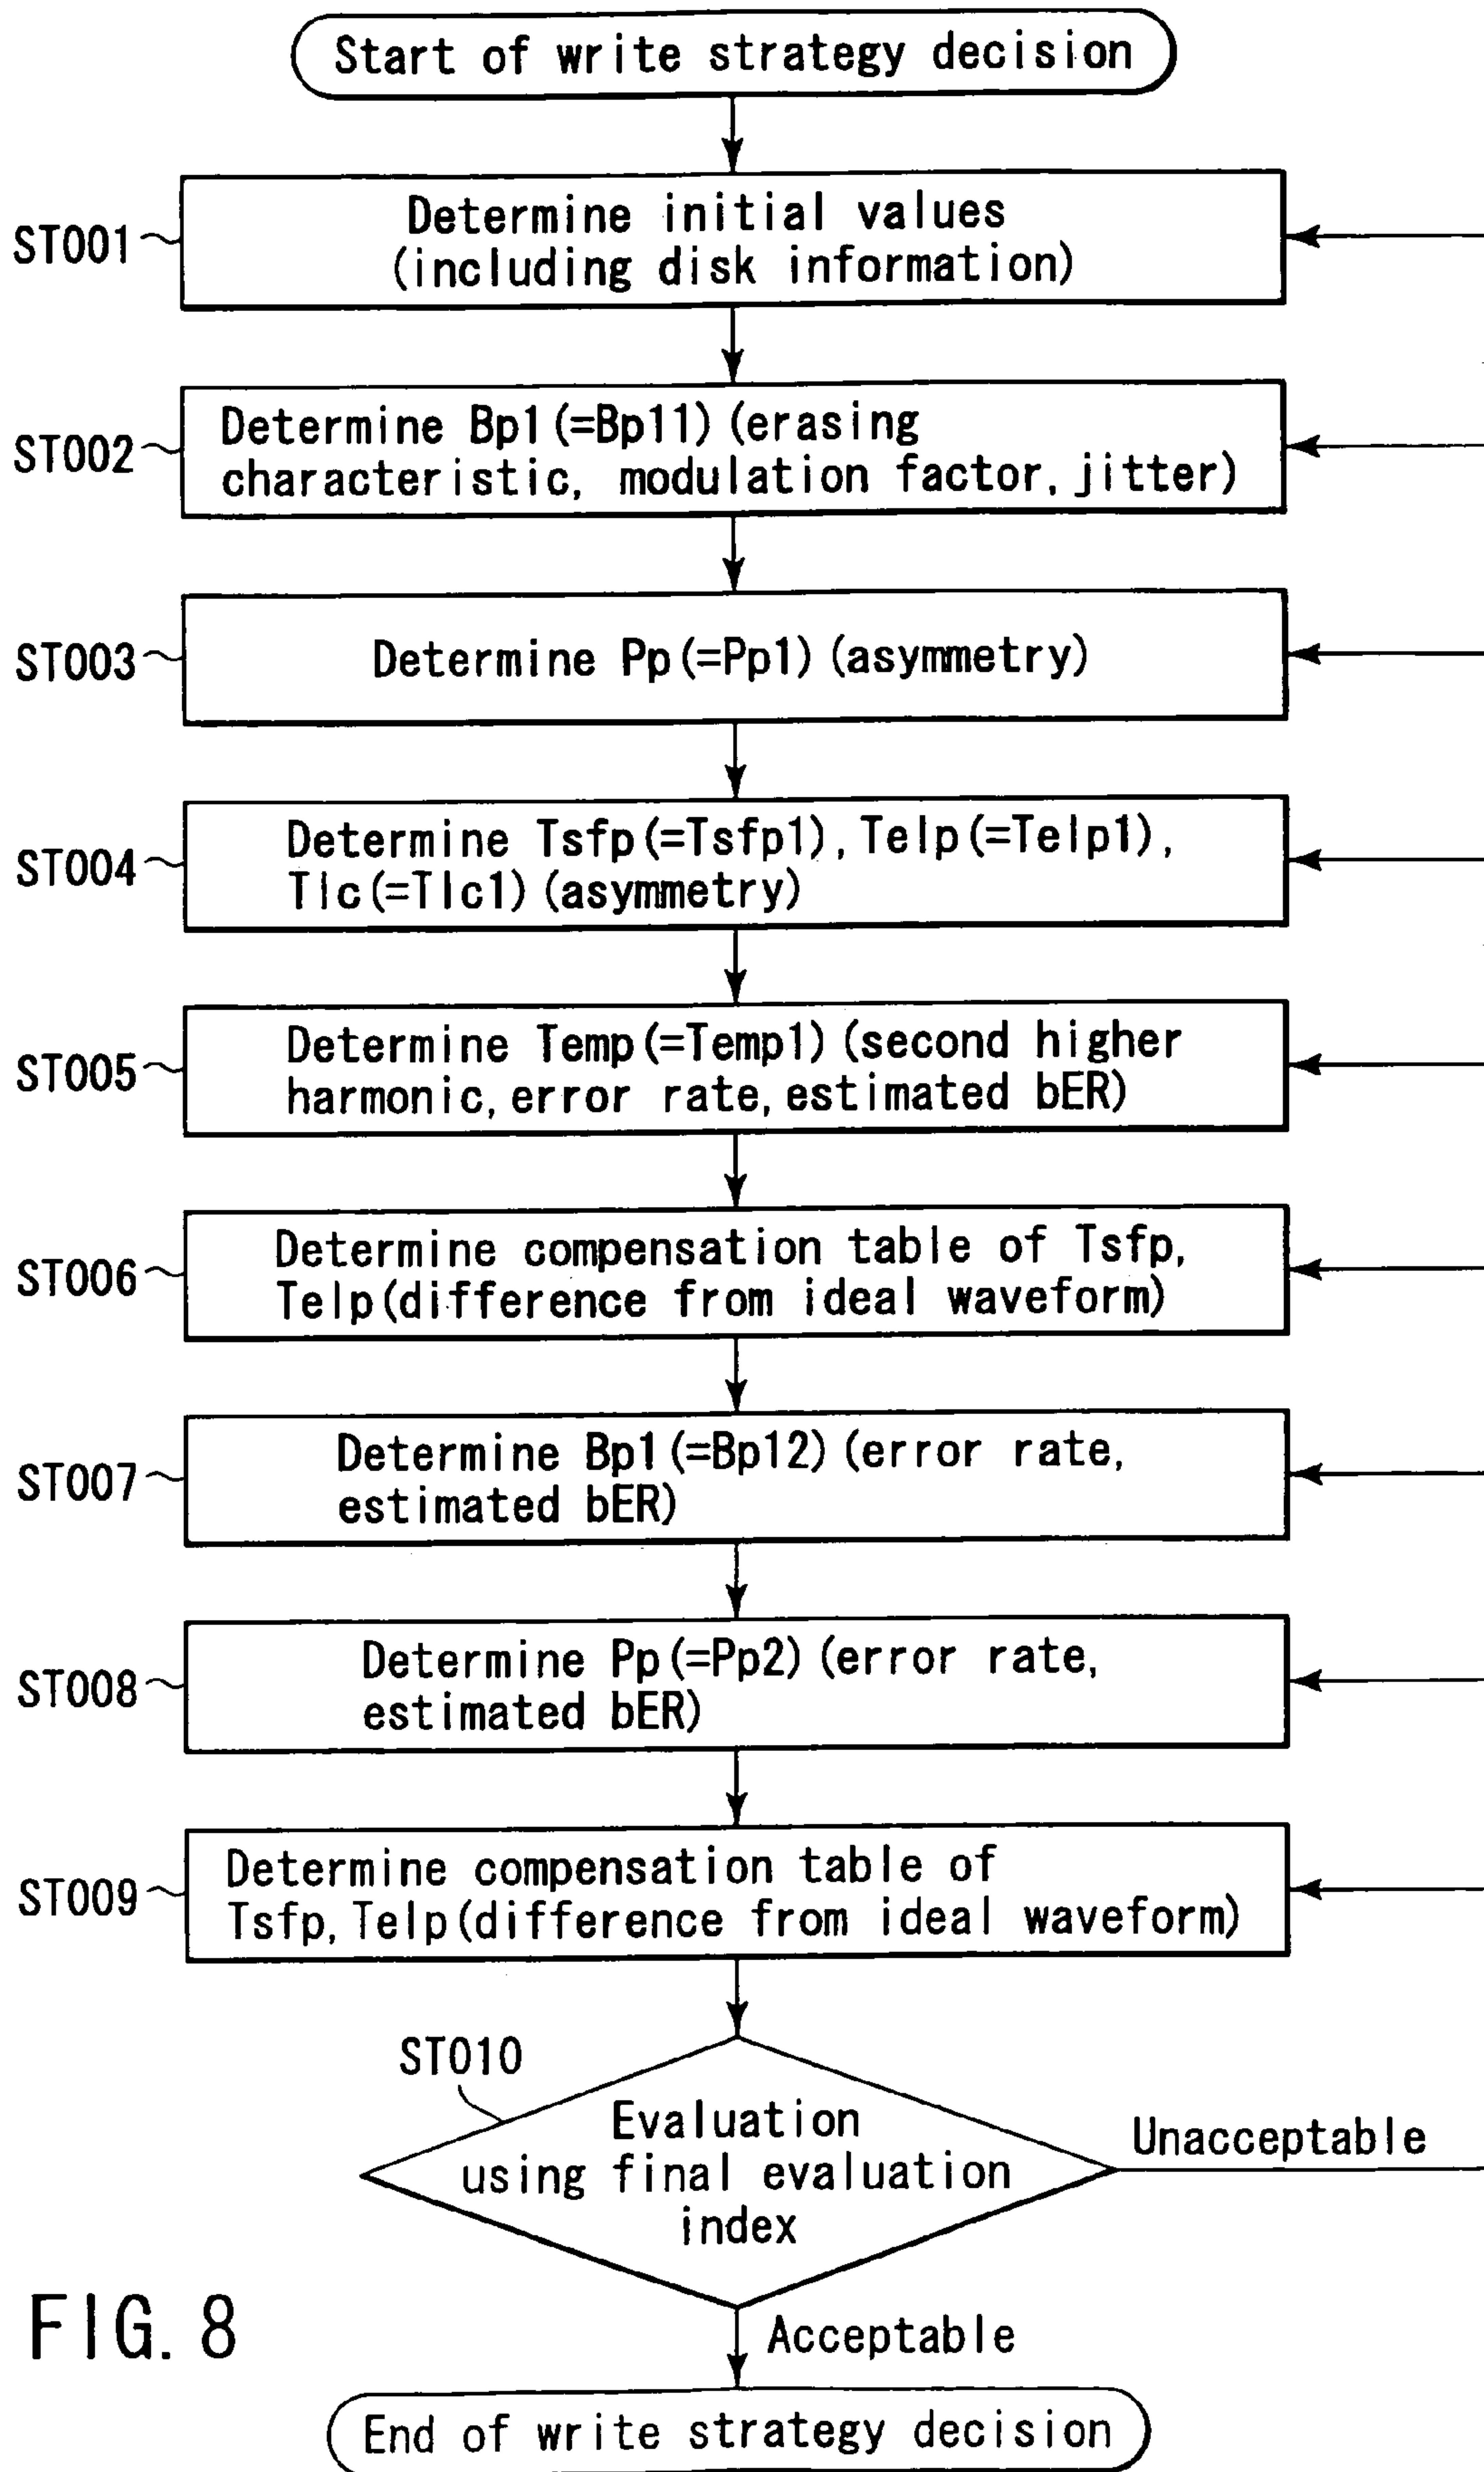 Start of write strategy decision
ST001
Determine initial values
(including disk information)
ST002
Determine Bp1(=Bp11)(erasing
characteristic, modulation factor, jitter)
ST003
Determine Pp(=Pp1)(asymmetry)
ST004
Determine Tsfp(=Tsfp1), Telp(=Telp1),
Tlc(=Tlc1)(asymmetry)
ST005
Determine Temp(=Temp1)(second higher
harmonic, error rate, estimated bER)
ST006
Determine compensation table of Tsfp,
Telp(difference from ideal waveform)
ST007
Determine Bp1(=Bp12)(error rate,
estimated bER)
ST008
Determine Pp(=Pp2)(error rate,
estimated bER)
ST009
Determine compensation table of
Tsfp, Telp(difference from ideal waveform)
ST010
Evaluation
using final evaluation
index
Unacceptable
Acceptable
FIG. 8
End of write strategy decision